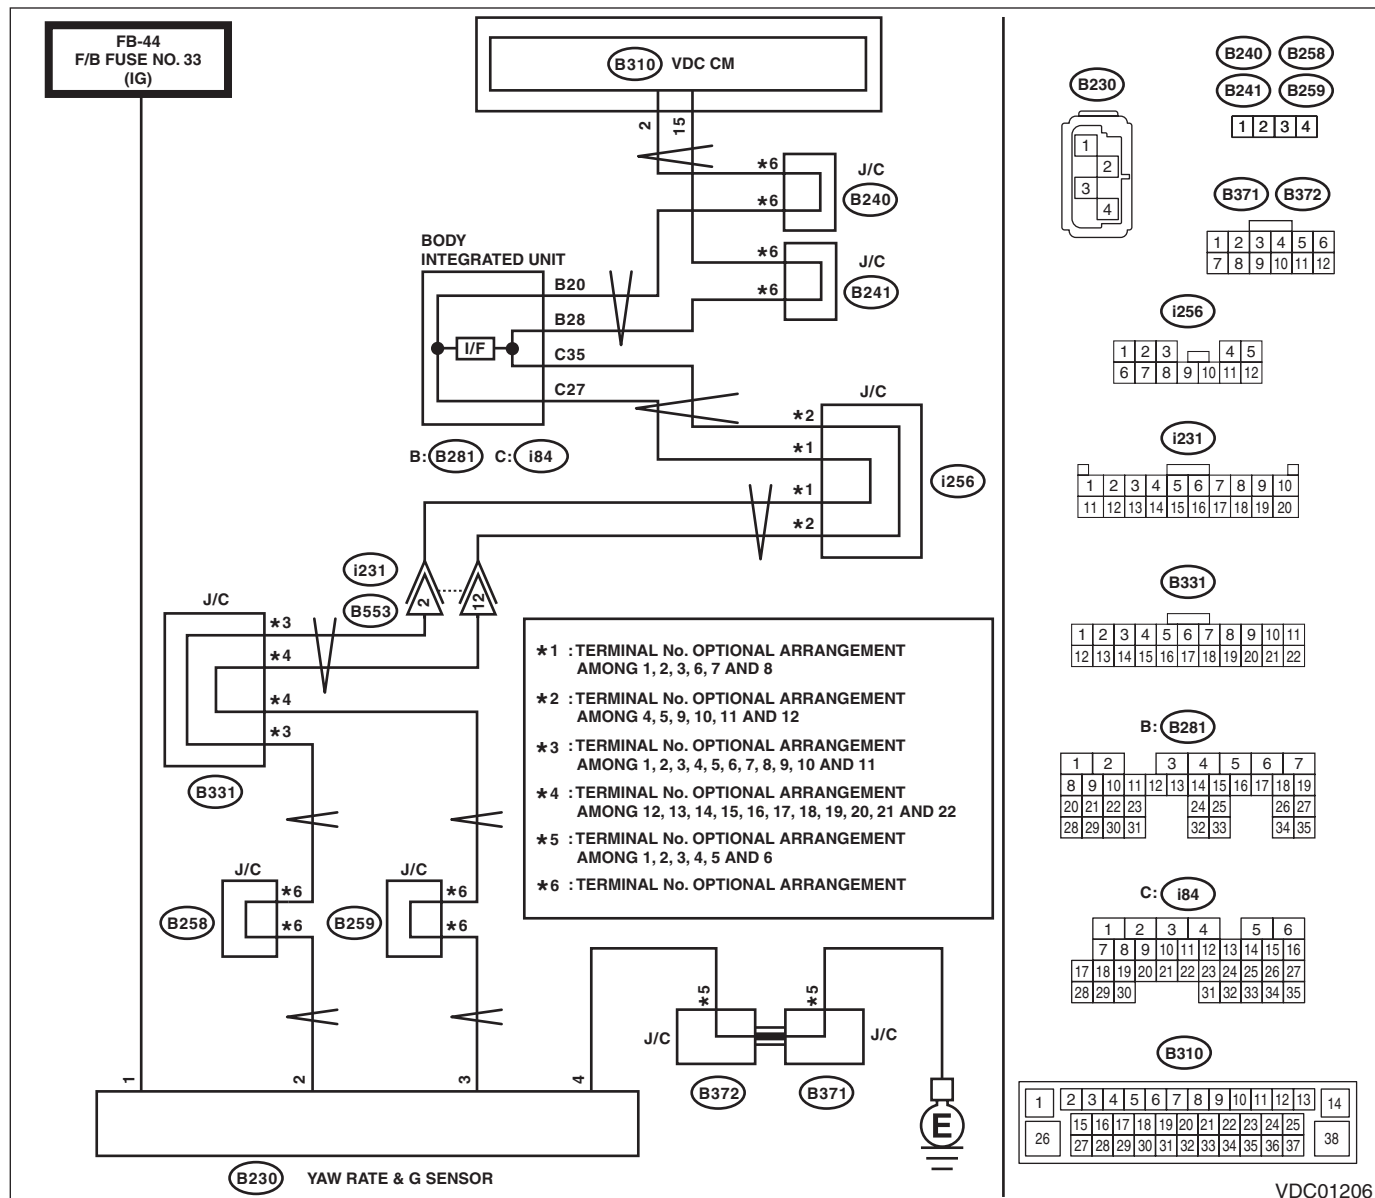 FB-44
F/B FUSE NO. 33
(IG)
B310 VDC CM
2 15
*6
J/C
*6
B240
BODY
INTEGRATED UNIT
*6
J/C
*6
B241
B20
B28
I/F
C35
C27
B: B281 C: i84
J/C
*2
*1
*1
*2
i256
i231
B553
2 12
J/C
*3
*4
*4
*3
B331
*1 : TERMINAL No. OPTIONAL ARRANGEMENT
AMONG 1, 2, 3, 6, 7 AND 8
*2 : TERMINAL No. OPTIONAL ARRANGEMENT
AMONG 4, 5, 9, 10, 11 AND 12
*3 : TERMINAL No. OPTIONAL ARRANGEMENT
AMONG 1, 2, 3, 4, 5, 6, 7, 8, 9, 10 AND 11
*4 : TERMINAL No. OPTIONAL ARRANGEMENT
AMONG 12, 13, 14, 15, 16, 17, 18, 19, 20, 21 AND 22
*5 : TERMINAL No. OPTIONAL ARRANGEMENT
AMONG 1, 2, 3, 4, 5 AND 6
*6 : TERMINAL No. OPTIONAL ARRANGEMENT
J/C
*6
*6
B258
J/C
*6
*6
B259
*5 *5
J/C J/C
B372 B371
E
1 2 3 4
B230 YAW RATE & G SENSOR
B230
1
2
3
4
B240 B258
B241 B259
1 2 3 4
B371 B372
1 2 3 4 5 6
7 8 9 10 11 12
i256
1 2 3 4 5
6 7 8 9 10 11 12
i231
1 2 3 4 5 6 7 8 9 10
11 12 13 14 15 16 17 18 19 20
B331
1 2 3 4 5 6 7 8 9 10 11
12 13 14 15 16 17 18 19 20 21 22
B: B281
1 2 3 4 5 6 7
8 9 10 11 12 13 14 15 16 17 18 19
20 21 22 23 24 25 26 27
28 29 30 31 32 33 34 35
C: i84
1 2 3 4 5 6
7 8 9 10 11 12 13 14 15 16
17 18 19 20 21 22 23 24 25 26 27
28 29 30 31 32 33 34 35
B310
1 2 3 4 5 6 7 8 9 10 11 12 13 14
15 16 17 18 19 20 21 22 23 24 25
26 27 28 29 30 31 32 33 34 35 36 37 38
VDC01206